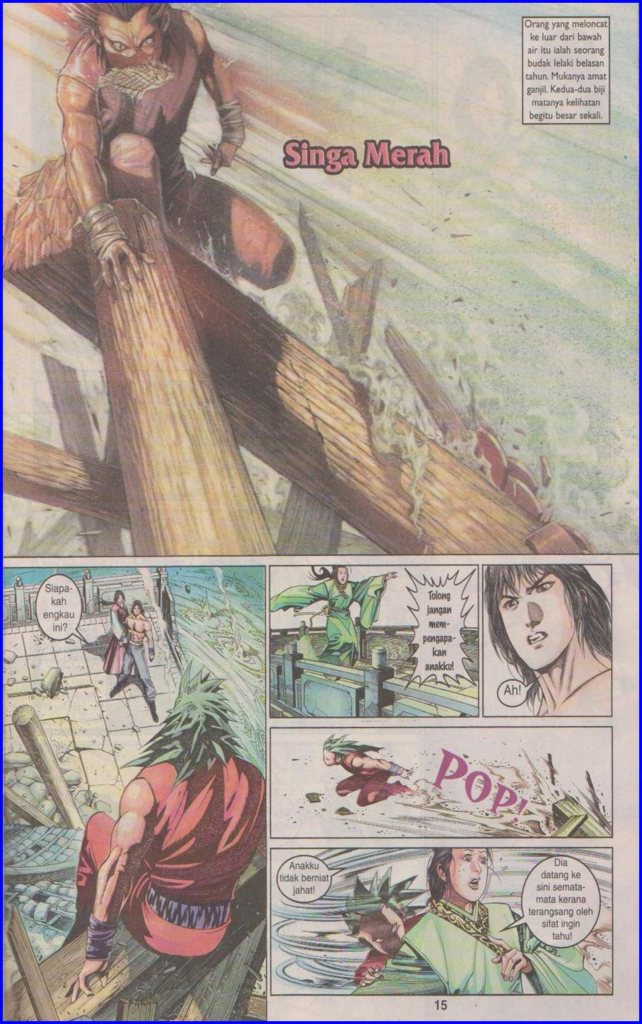 Orang yang meloncat
ke luar dari bawah
air itu ialah seorang
budak lelaki belasan
tahun. Mukanya amat
ganjil. Kedua-dua biji
matanya kelihatan
begitu besar sekali.
Singa Merah
Siapa-
kah
engkau
ini?
Tolong
jangan
mem-
pengapa-
kan
anakku!
Ah!
POP!
Anakku
tidak berniat
jahat!
Dia
datang ke
sini semata-
mata kerana
terangsang oleh
sifat ingin
tahu!
15